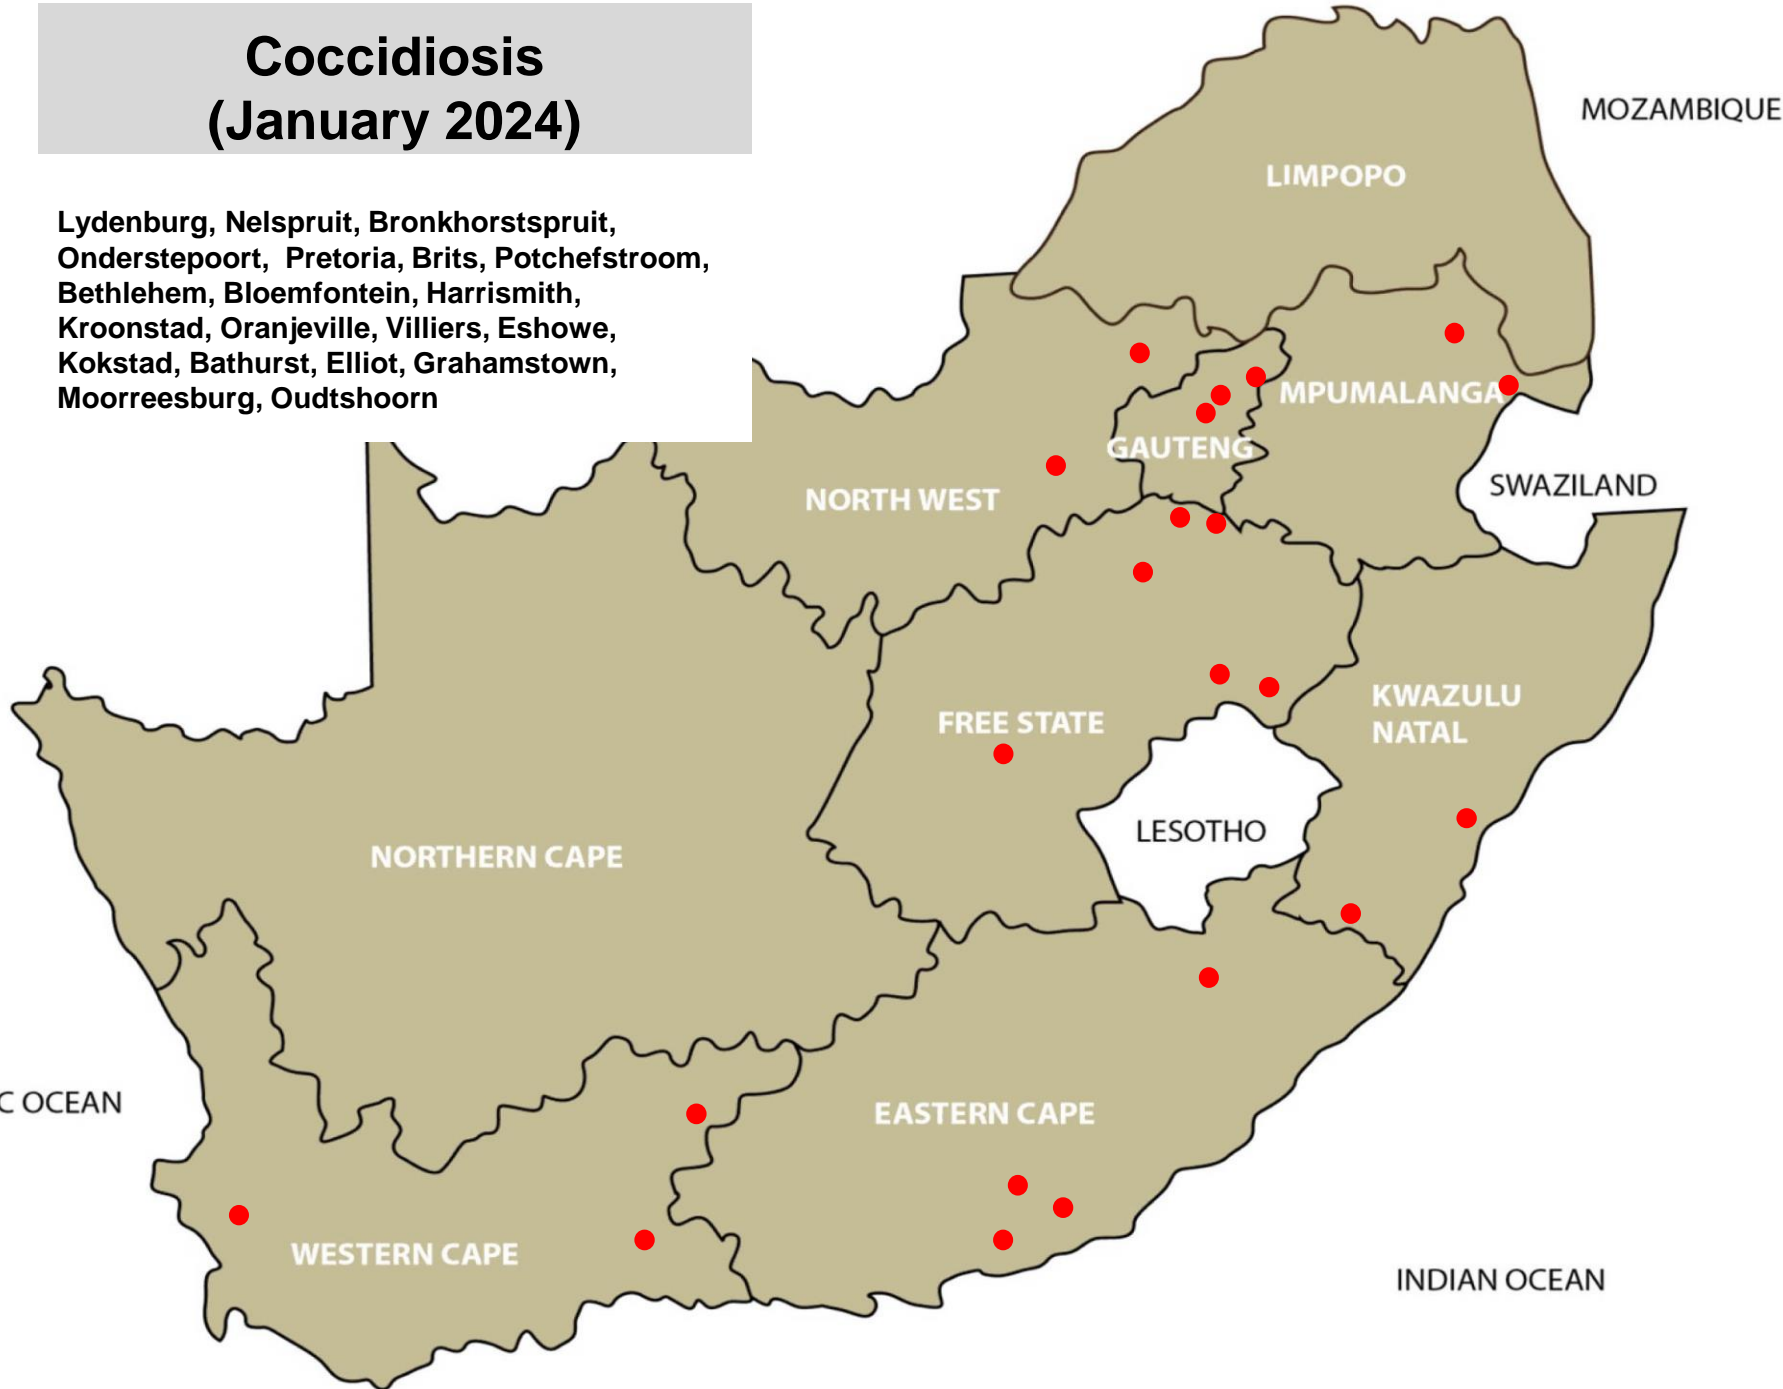 Coccidiosis
(January 2024)
Lydenburg, Nelspruit, Bronkhorstspruit,
Onderstepoort, Pretoria, Brits, Potchefstroom,
Bethlehem, Bloemfontein, Harrismith,
Kroonstad, Oranjeville, Villiers, Eshowe,
Kokstad, Bathurst, Elliot, Grahamstown,
Moorreesburg, Oudtshoorn
MOZAMBIQUE
LIMPOPO
MPUMALANGA
GAUTENG
NORTH WEST
SWAZILAND
KWAZULU
NATAL
FREE STATE
LESOTHO
NORTHERN CAPE
C OCEAN
EASTERN CAPE
WESTERN CAPE
INDIAN OCEAN